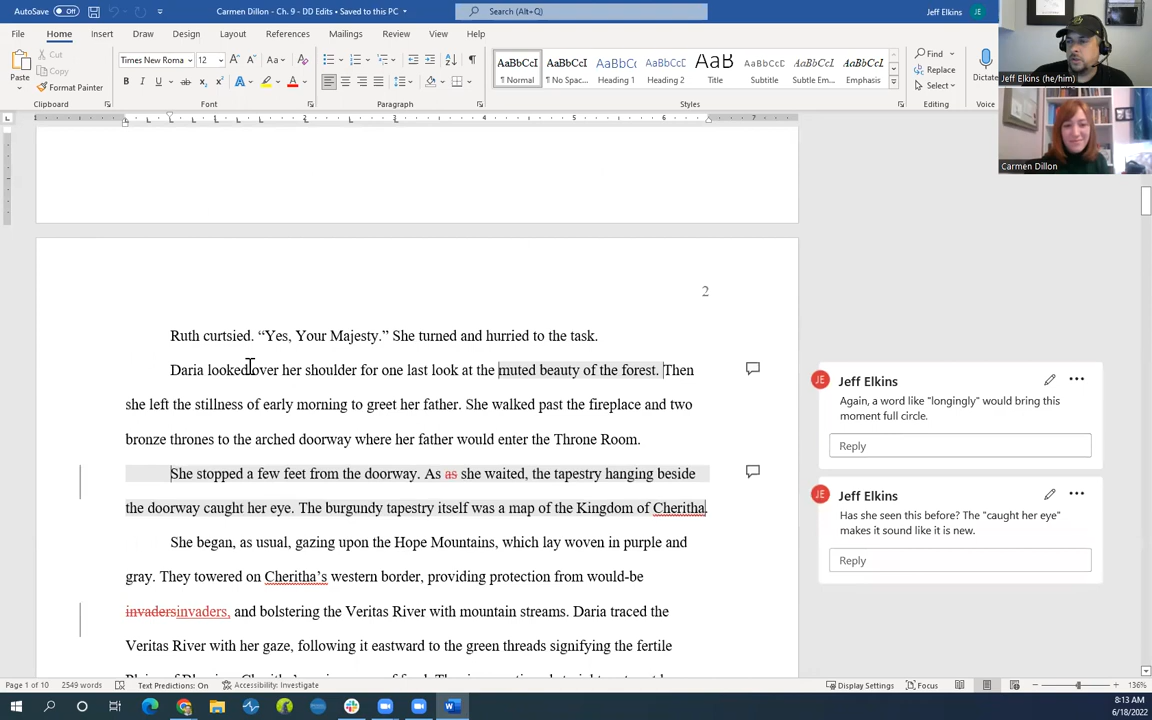 AutoSave Off Carmen Dillon - Ch. 9 - DD Edits • Saved to this PC Search (Alt+Q) Jeff Elkins JE
File Home Insert Draw Design Layout References Mailings Review View Help
Paste Cut Copy Format Painter
Times New Roma 12
AaBbCcI AaBbCcI AaBbC( AaBbCcl AaB AaBbCcC AaBbCcI AaBbCcI
¶ Normal No Spac... Heading 1 Heading 2 Title Subtitle Subtle Em... Emphasis
Find
Replace
Select
Dictate
Clipboard Font Paragraph Styles Editing Voice
Jeff Elkins (he/him)
Carmen Dillon
2
Ruth curtsied. “Yes, Your Majesty.” She turned and hurried to the task.
Daria looked over her shoulder for one last look at the muted beauty of the forest. Then
she left the stillness of early morning to greet her father. She walked past the fireplace and two
bronze thrones to the arched doorway where her father would enter the Throne Room.
She stopped a few feet from the doorway. As as she waited, the tapestry hanging beside
the doorway caught her eye. The burgundy tapestry itself was a map of the Kingdom of Cheritha.
She began, as usual, gazing upon the Hope Mountains, which lay woven in purple and
gray. They towered on Cheritha’s western border, providing protection from would-be
invadersinvaders, and bolstering the Veritas River with mountain streams. Daria traced the
Veritas River with her gaze, following it eastward to the green threads signifying the fertile
JE Jeff Elkins
Again, a word like "longingly" would bring
this moment full circle.
Reply
JE Jeff Elkins
Has she seen this before? The "caught her eye"
makes it sound like it is new.
Reply
Page 1 of 10 2549 words Text Predictions: On Accessibility: Investigate Display Settings Focus 136%
8:13 AM
6/18/2022